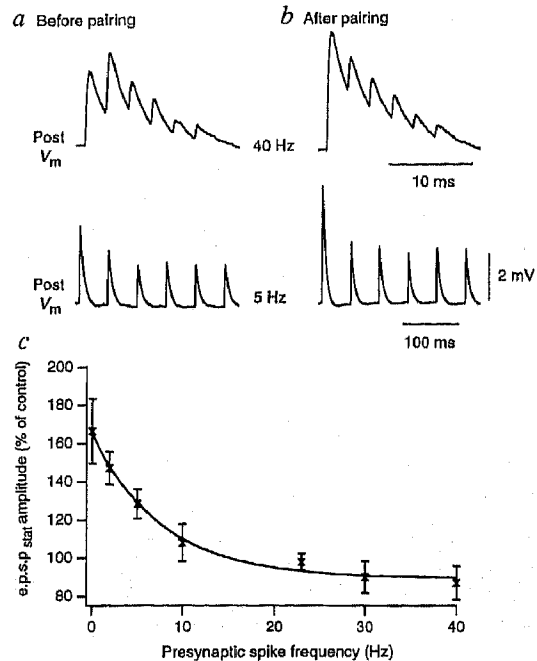 a Before pairing
b After pairing
Post
Vm
40 Hz
10 ms
Post
Vm
5 Hz
2 mV
100 ms
c
200
180
160
140
120
100
80
e.p.s.p stat amplitude (% of control)
0 10 20 30 40
Presynaptic spike frequency (Hz)